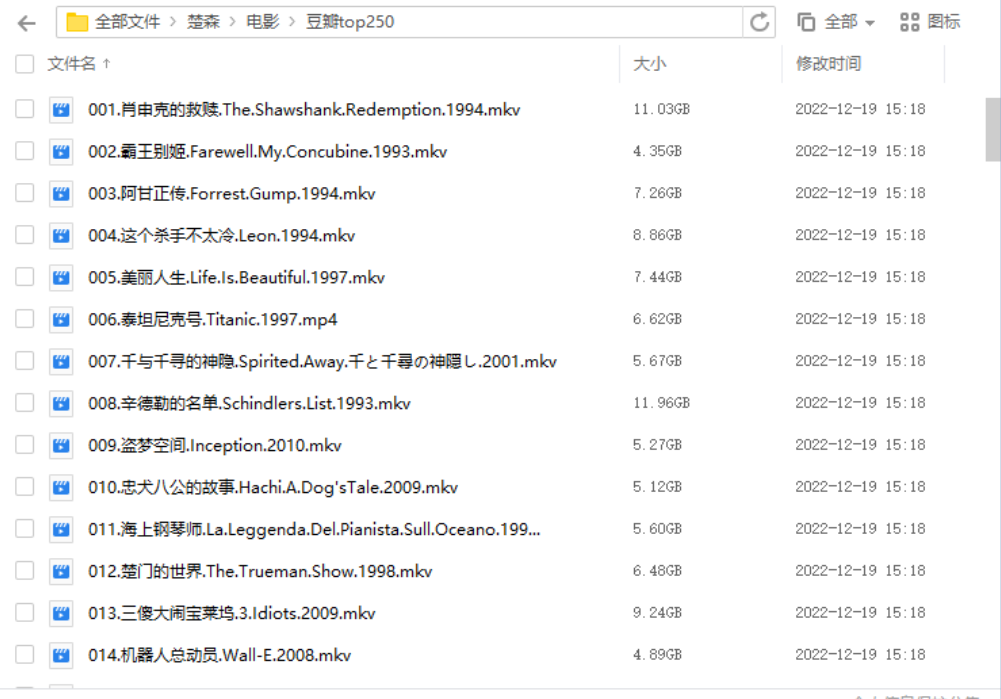 全部文件 > 楚森 > 电影 > 豆瓣top250 全部 图标
文件名 ↑ 大小 修改时间
001.肖申克的救赎.The.Shawshank.Redemption.1994.mkv 11.03GB 2022-12-19 15:18
002.霸王别姬.Farewell.My.Concubine.1993.mkv 4.35GB 2022-12-19 15:18
003.阿甘正传.Forrest.Gump.1994.mkv 7.26GB 2022-12-19 15:18
004.这个杀手不太冷.Leon.1994.mkv 8.86GB 2022-12-19 15:18
005.美丽人生.Life.Is.Beautiful.1997.mkv 7.44GB 2022-12-19 15:18
006.泰坦尼克号.Titanic.1997.mp4 6.62GB 2022-12-19 15:18
007.千与千寻的神隐.Spirited.Away.千と千尋の神隠し.2001.mkv 5.67GB 2022-12-19 15:18
008.辛德勒的名单.Schindlers.List.1993.mkv 11.96GB 2022-12-19 15:18
009.盗梦空间.Inception.2010.mkv 5.27GB 2022-12-19 15:18
010.忠犬八公的故事.Hachi.A.Dog'sTale.2009.mkv 5.12GB 2022-12-19 15:18
011.海上钢琴师.La.Leggenda.Del.Pianista.Sull.Oceano.199... 5.60GB 2022-12-19 15:18
012.楚门的世界.The.Trueman.Show.1998.mkv 6.48GB 2022-12-19 15:18
013.三傻大闹宝莱坞.3.Idiots.2009.mkv 9.24GB 2022-12-19 15:18
014.机器人总动员.Wall-E.2008.mkv 4.89GB 2022-12-19 15:18